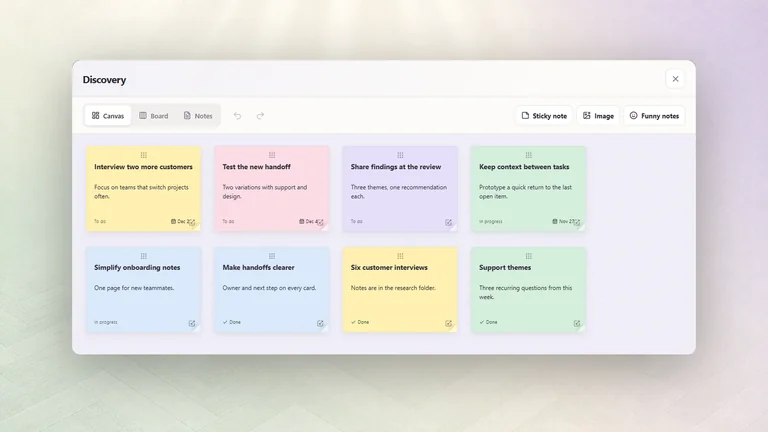 Discovery
Canvas
Board
Notes
Sticky note
Image
Funny notes
Interview two more customers
Focus on teams that switch projects
often.
To do
Dec 2
Test the new handoff
Two variations with support and
design.
To do
Dec 4
Share findings at the review
Three themes, one recommendation
each.
To do
Keep context between tasks
Prototype a quick return to the last
open item.
In progress
Nov 27
Simplify onboarding notes
One page for new teammates.
In progress
Make handoffs clearer
Owner and next step on every card.
Done
Six customer interviews
Notes are in the research folder.
Done
Support themes
Three recurring questions from this
week.
Done